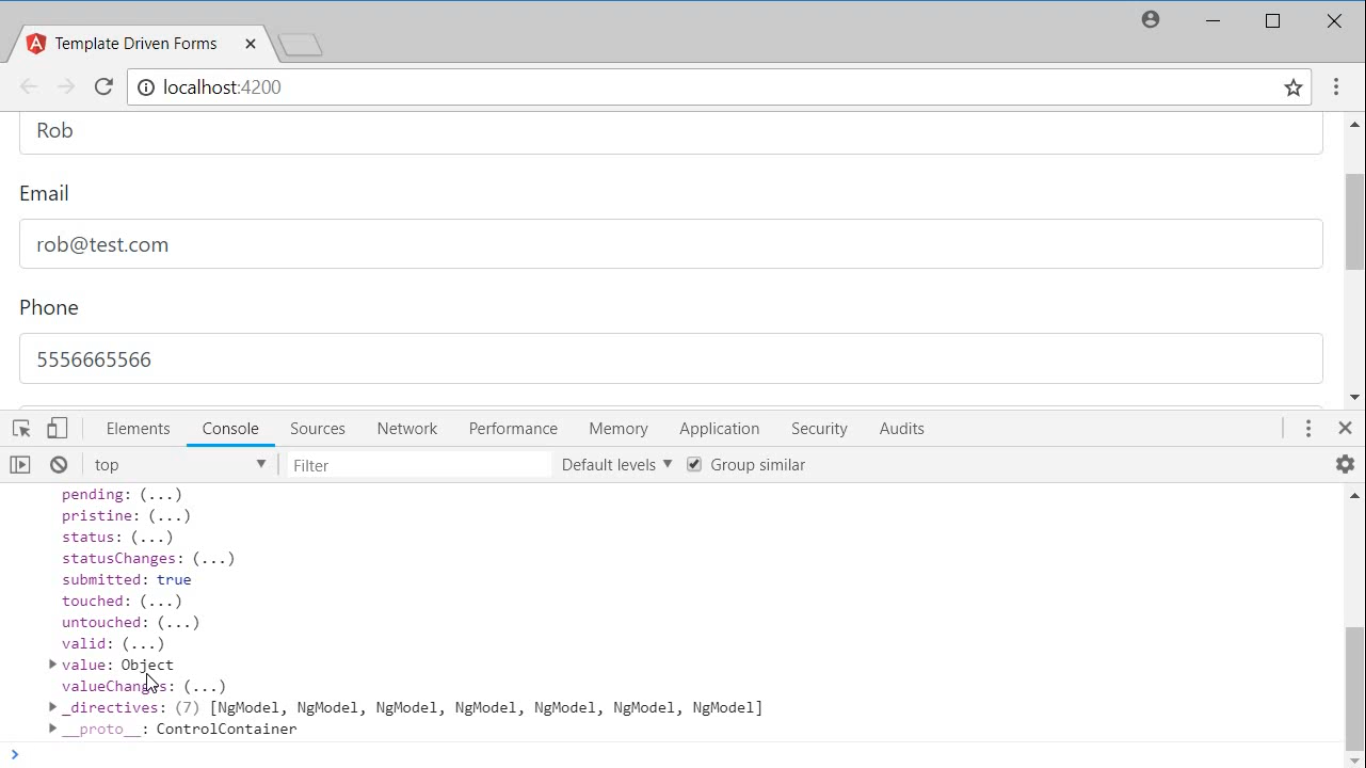 Template Driven Forms
localhost:4200
Rob
Email
rob@test.com
Phone
5556665566
Elements Console Sources Network Performance Memory Application Security Audits
top Filter Default levels Group similar
pending: (...)
pristine: (...)
status: (...)
statusChanges: (...)
submitted: true
touched: (...)
untouched: (...)
valid: (...)
value: Object
valueChanges: (...)
_directives: (7) [NgModel, NgModel, NgModel, NgModel, NgModel, NgModel, NgModel]
__proto__: ControlContainer